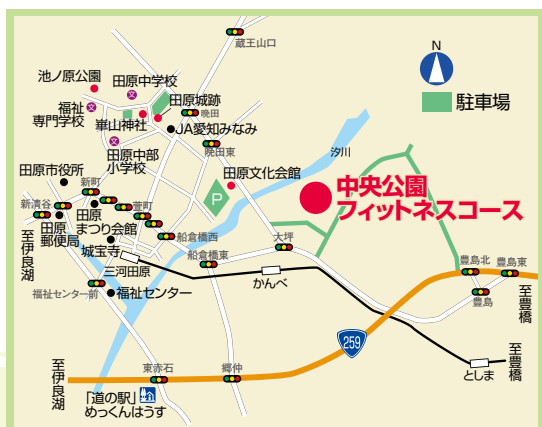 蔵王山口
N
駐車場
池ノ原公園
田原中学校
文
福祉
専門学校
文
田原城跡
晩田
崋山神社
JA愛知みなみ
文
田原中部
小学校
晩田東
汐川
田原市役所
田原文化会館
中央公園
フィットネスコース
新町
P
新清谷
萱町
田原
まつり会館
田原
郵便局
船倉橋西
大坪
至伊良湖
城宝寺
船倉橋東
豊島北
豊島東
三河田原
かんべ
福祉センター前
福祉センター
豊島
至豊橋
259
至伊良湖
東赤石
郷仲
としま
至豊橋
「道の駅」
めっくんはうす